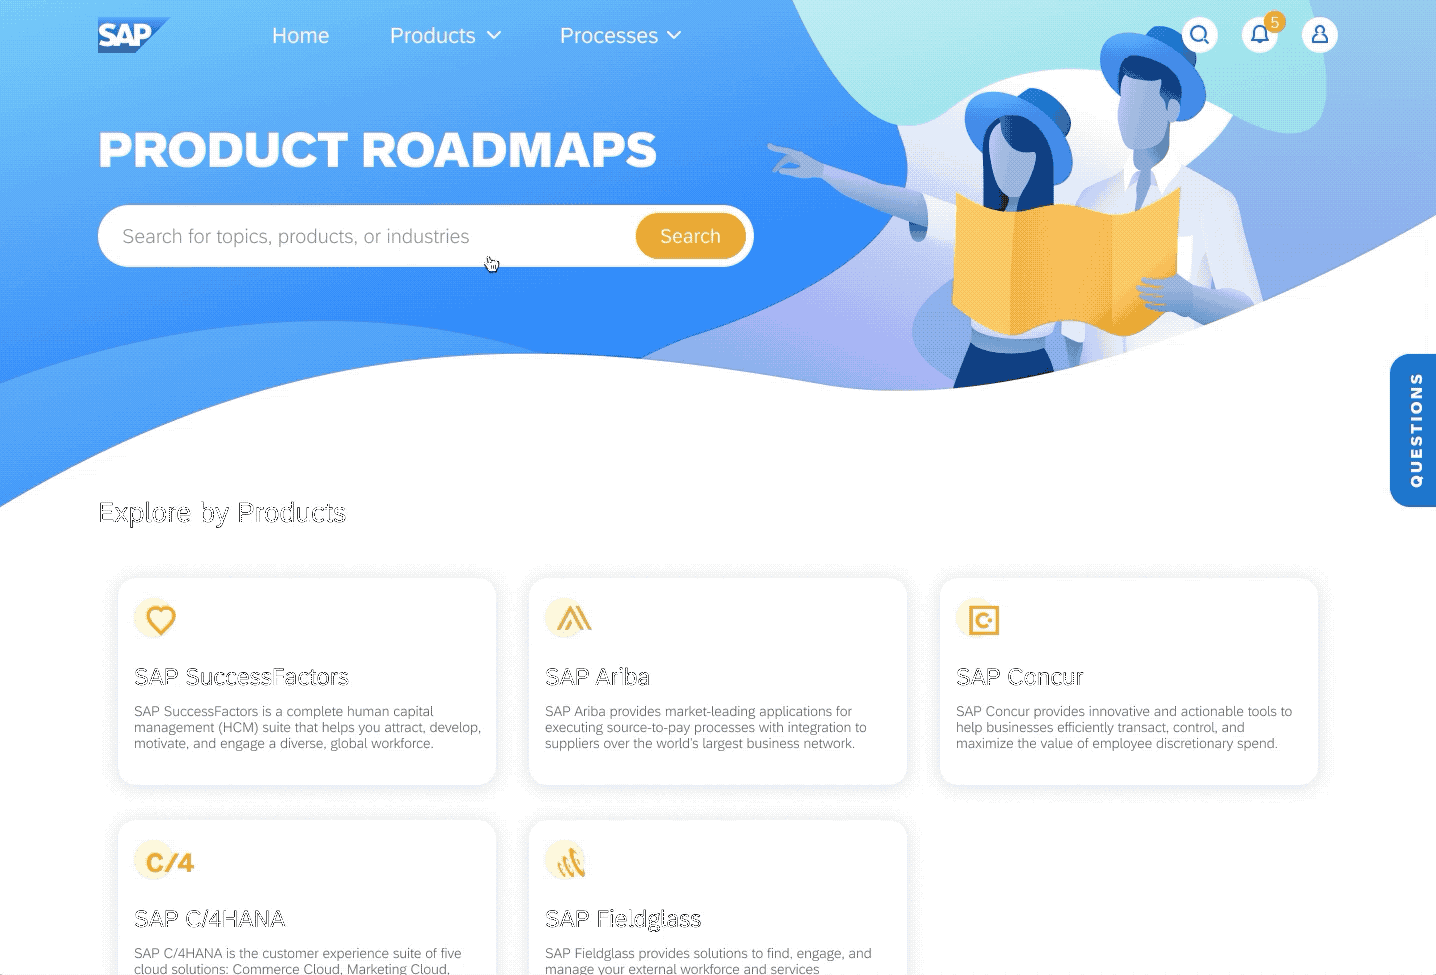 SAP
Home
Products
Processes
5
PRODUCT ROADMAPS
Search for topics, products, or industries
Search
QUESTIONS
Explore by Products
SAP SuccessFactors
SAP SuccessFactors is a complete human capital
management (HCM) suite that helps you attract, develop,
motivate, and engage a diverse, global workforce.
SAP Ariba
SAP Ariba provides market-leading applications for
executing source-to-pay processes with integration to
suppliers over the world's largest business network.
C
SAP Concur
SAP Concur provides innovative and actionable tools to
help businesses efficiently transact, control, and
maximize the value of employee discretionary spend.
C/4
SAP C/4HANA
SAP C/4HANA is the customer experience suite of five
cloud solutions: Commerce Cloud, Marketing Cloud,
SAP Fieldglass
SAP Fieldglass provides solutions to find, engage, and
manage your external workforce and services